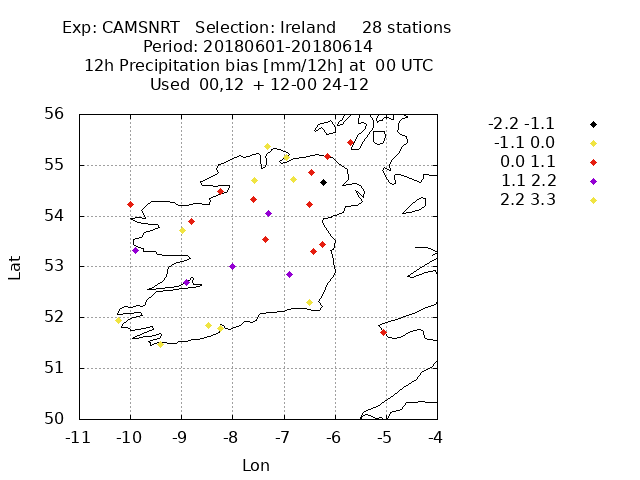 Exp: CAMSNRT Selection: Ireland 28 stations
Period: 20180601-20180614
12h Precipitation bias [mm/12h] at 00 UTC
Used 00,12 + 12-00 24-12
-2.2 -1.1
-1.1 0.0
0.0 1.1
1.1 2.2
2.2 3.3
56
55
54
53
52
51
50
Lat
-11 -10 -9 -8 -7 -6 -5 -4
Lon